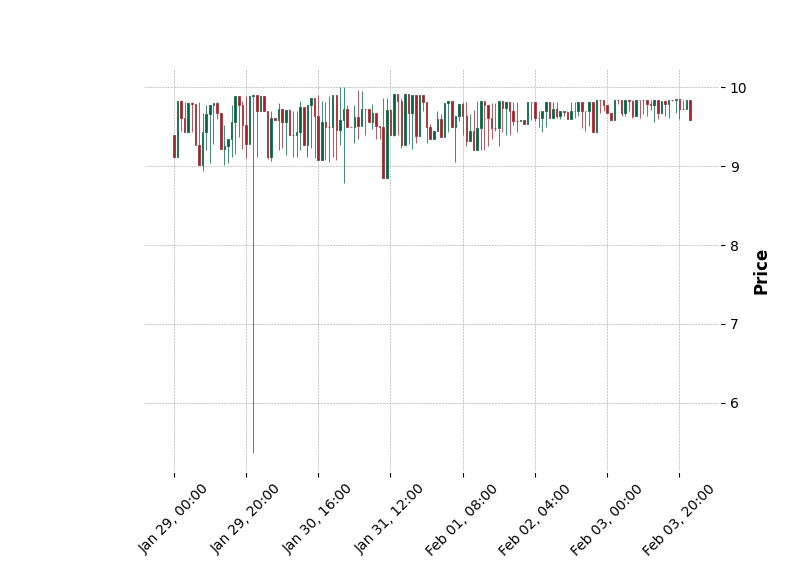 10
9
8
7
6
Price
Jan 29, 00:00
Jan 29, 20:00
Jan 30, 16:00
Jan 31, 12:00
Feb 01, 08:00
Feb 02, 04:00
Feb 03, 00:00
Feb 03, 20:00